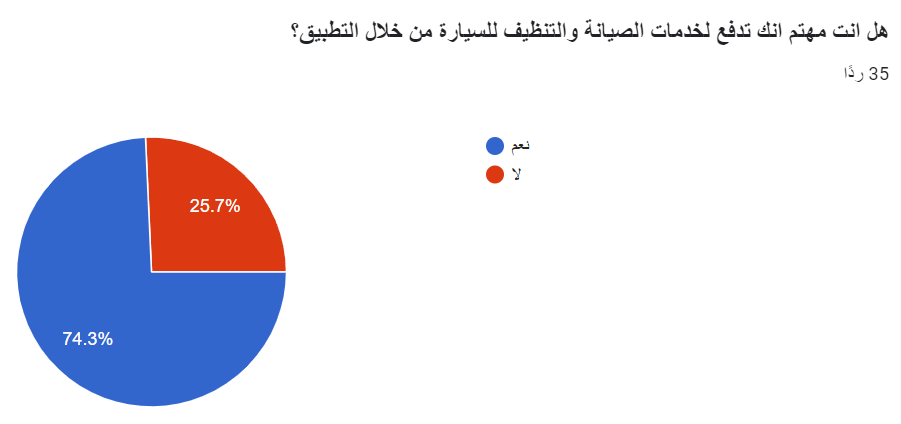 هل انت مهتم انك تدفع لخدمات الصيانة والتنظيف للسيارة من خلال التطبيق؟
35 ردًا
نعم
لا
25.7%
74.3%